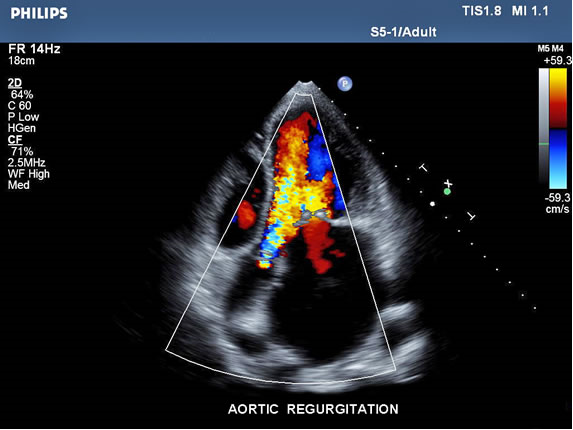 PHILIPS
TIS1.8 MI 1.1
S5-1/Adult
FR 14Hz
18cm
2D
64%
C 60
P Low
HGen
CF
71%
2.5MHz
WF High
Med
M5 M4
+59.3
-59.3
cm/s
P
AORTIC REGURGITATION